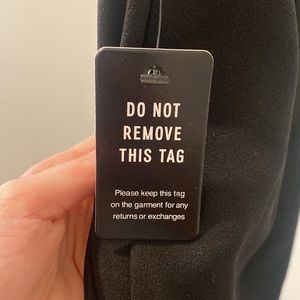 DO NOT
REMOVE
THIS TAG
Please keep this tag
on the garment for any
returns or exchanges